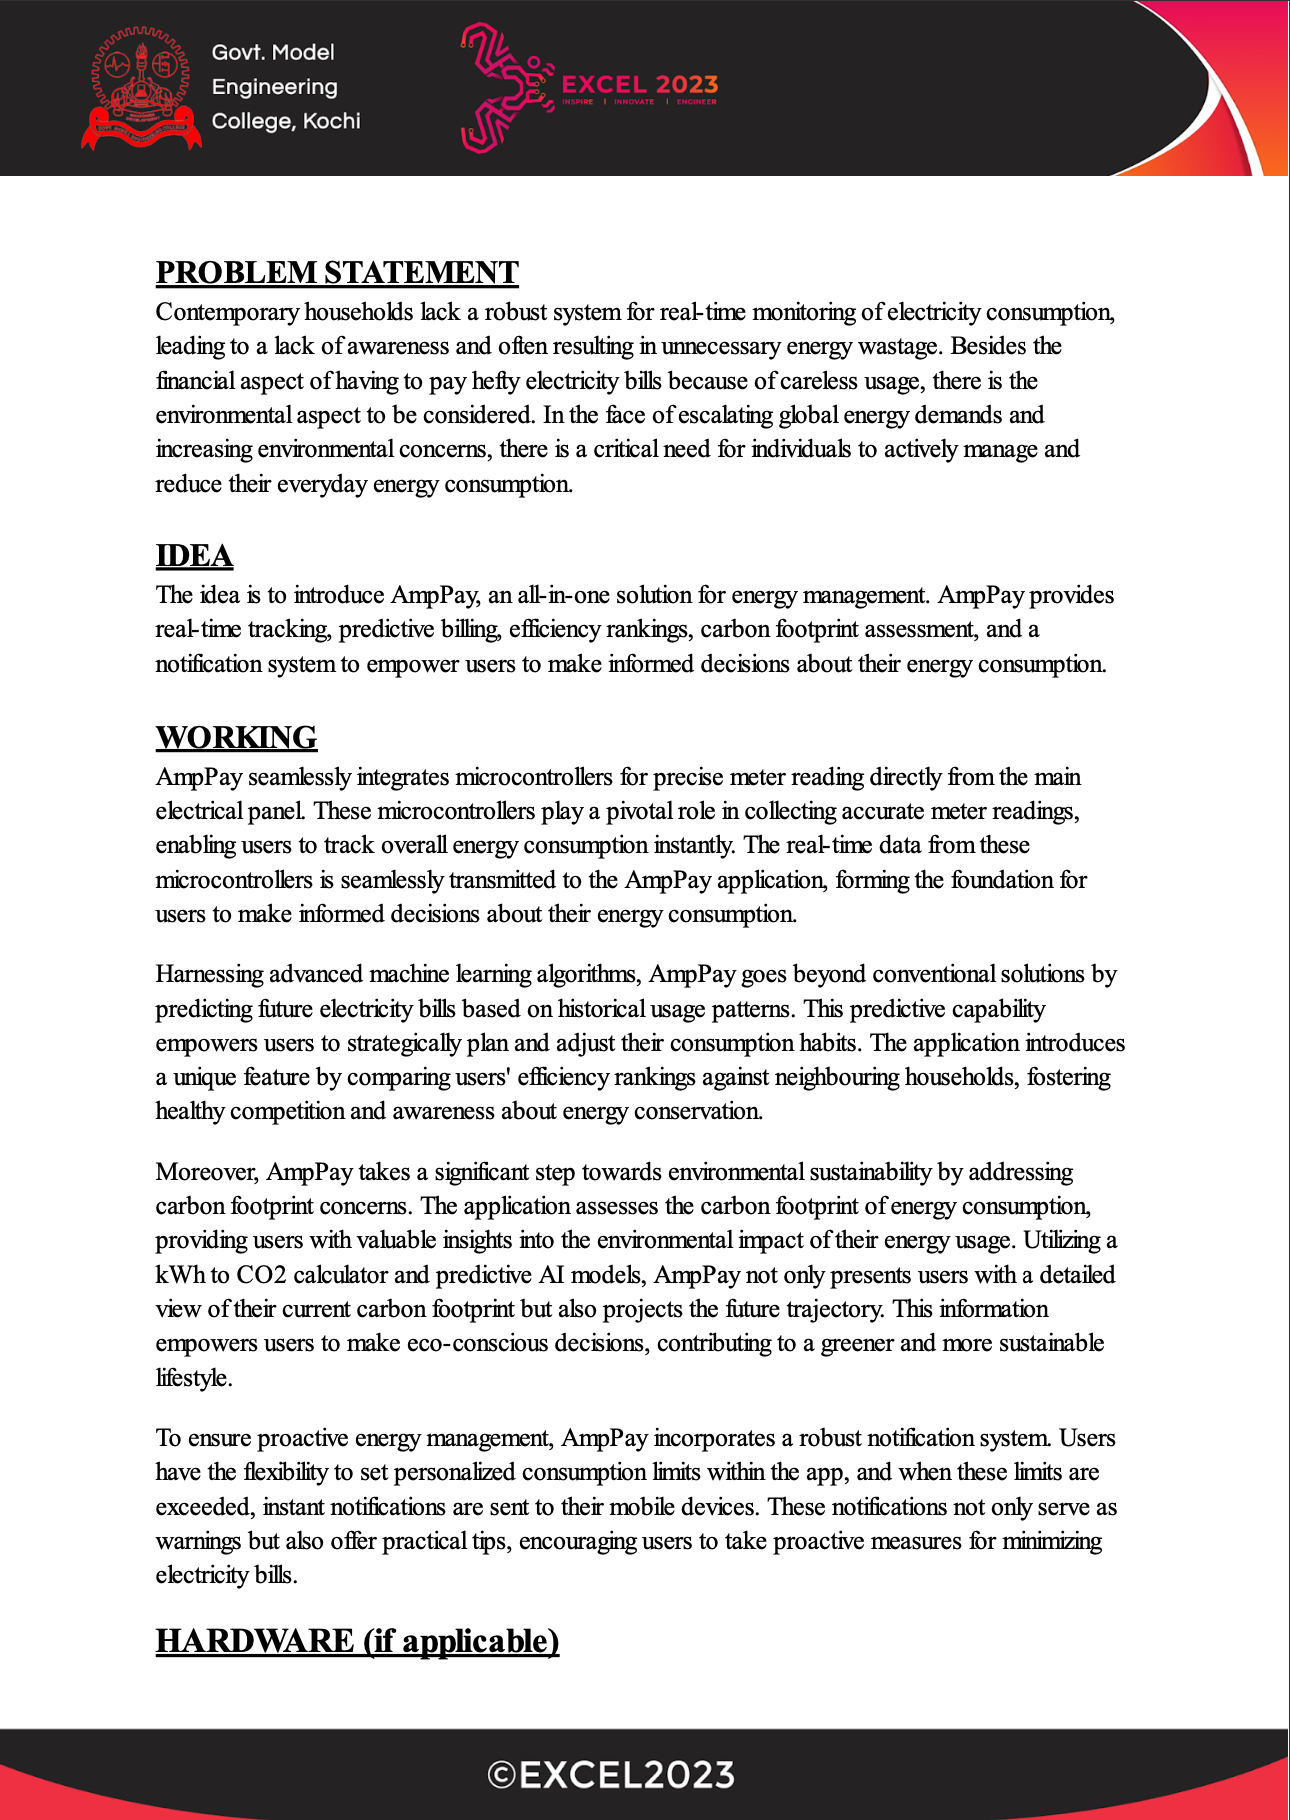 Govt. Model
Engineering
College, Kochi
EXCEL 2023
INSPIRE | INNOVATE | ENGINEER
PROBLEM STATEMENT
Contemporary households lack a robust system for real-time monitoring of electricity consumption,
leading to a lack of awareness and often resulting in unnecessary energy wastage. Besides the
financial aspect of having to pay hefty electricity bills because of careless usage, there is the
environmental aspect to be considered. In the face of escalating global energy demands and
increasing environmental concerns, there is a critical need for individuals to actively manage and
reduce their everyday energy consumption.
IDEA
The idea is to introduce AmpPay, an all-in-one solution for energy management. AmpPay provides
real-time tracking, predictive billing, efficiency rankings, carbon footprint assessment, and a
notification system to empower users to make informed decisions about their energy consumption.
WORKING
AmpPay seamlessly integrates microcontrollers for precise meter reading directly from the main
electrical panel. These microcontrollers play a pivotal role in collecting accurate meter readings,
enabling users to track overall energy consumption instantly. The real-time data from these
microcontrollers is seamlessly transmitted to the AmpPay application, forming the foundation for
users to make informed decisions about their energy consumption.
Harnessing advanced machine learning algorithms, AmpPay goes beyond conventional solutions by
predicting future electricity bills based on historical usage patterns. This predictive capability
empowers users to strategically plan and adjust their consumption habits. The application introduces
a unique feature by comparing users' efficiency rankings against neighbouring households, fostering
healthy competition and awareness about energy conservation.
Moreover, AmpPay takes a significant step towards environmental sustainability by addressing
carbon footprint concerns. The application assesses the carbon footprint of energy consumption,
providing users with valuable insights into the environmental impact of their energy usage. Utilizing a
kWh to CO2 calculator and predictive AI models, AmpPay not only presents users with a detailed
view of their current carbon footprint but also projects the future trajectory. This information
empowers users to make eco-conscious decisions, contributing to a greener and more sustainable
lifestyle.
To ensure proactive energy management, AmpPay incorporates a robust notification system. Users
have the flexibility to set personalized consumption limits within the app, and when these limits are
exceeded, instant notifications are sent to their mobile devices. These notifications not only serve as
warnings but also offer practical tips, encouraging users to take proactive measures for minimizing
electricity bills.
HARDWARE (if applicable)
©EXCEL2023